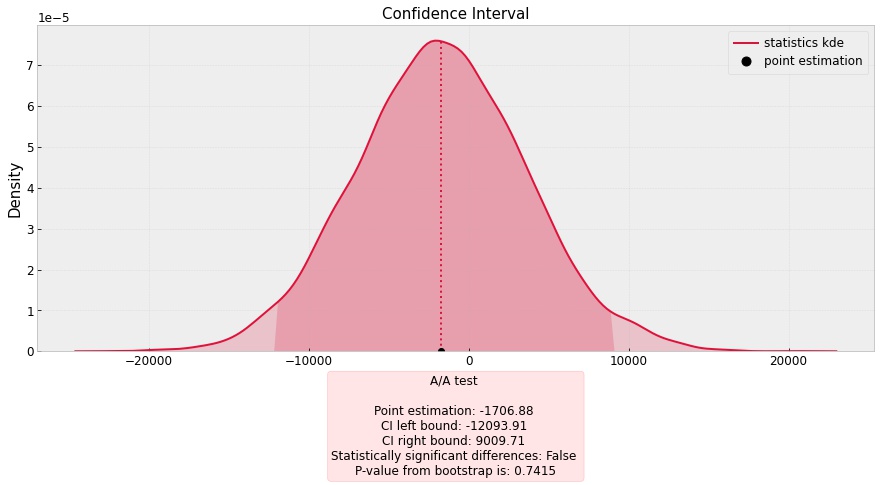 Confidence Interval
1e−5
statistics kde
point estimation
Density
7
6
5
4
3
2
1
0
−20000
−10000
0
10000
20000
A/A test
Point estimation: -1706.88
CI left bound: -12093.91
CI right bound: 9009.71
Statistically significant differences: False
P-value from bootstrap is: 0.7415